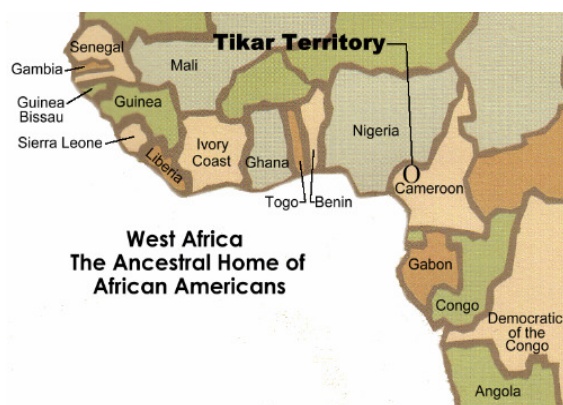 Senegal
Tikar Territory
Gambia
Mali
Guinea
Bissau
Guinea
Nigeria
Sierra Leone
Ivory
Coast
Liberia
Ghana
Cameroon
Togo
Benin
West Africa
The Ancestral Home of
African Americans
Gabon
Congo
Democratic
of the
Congo
Angola